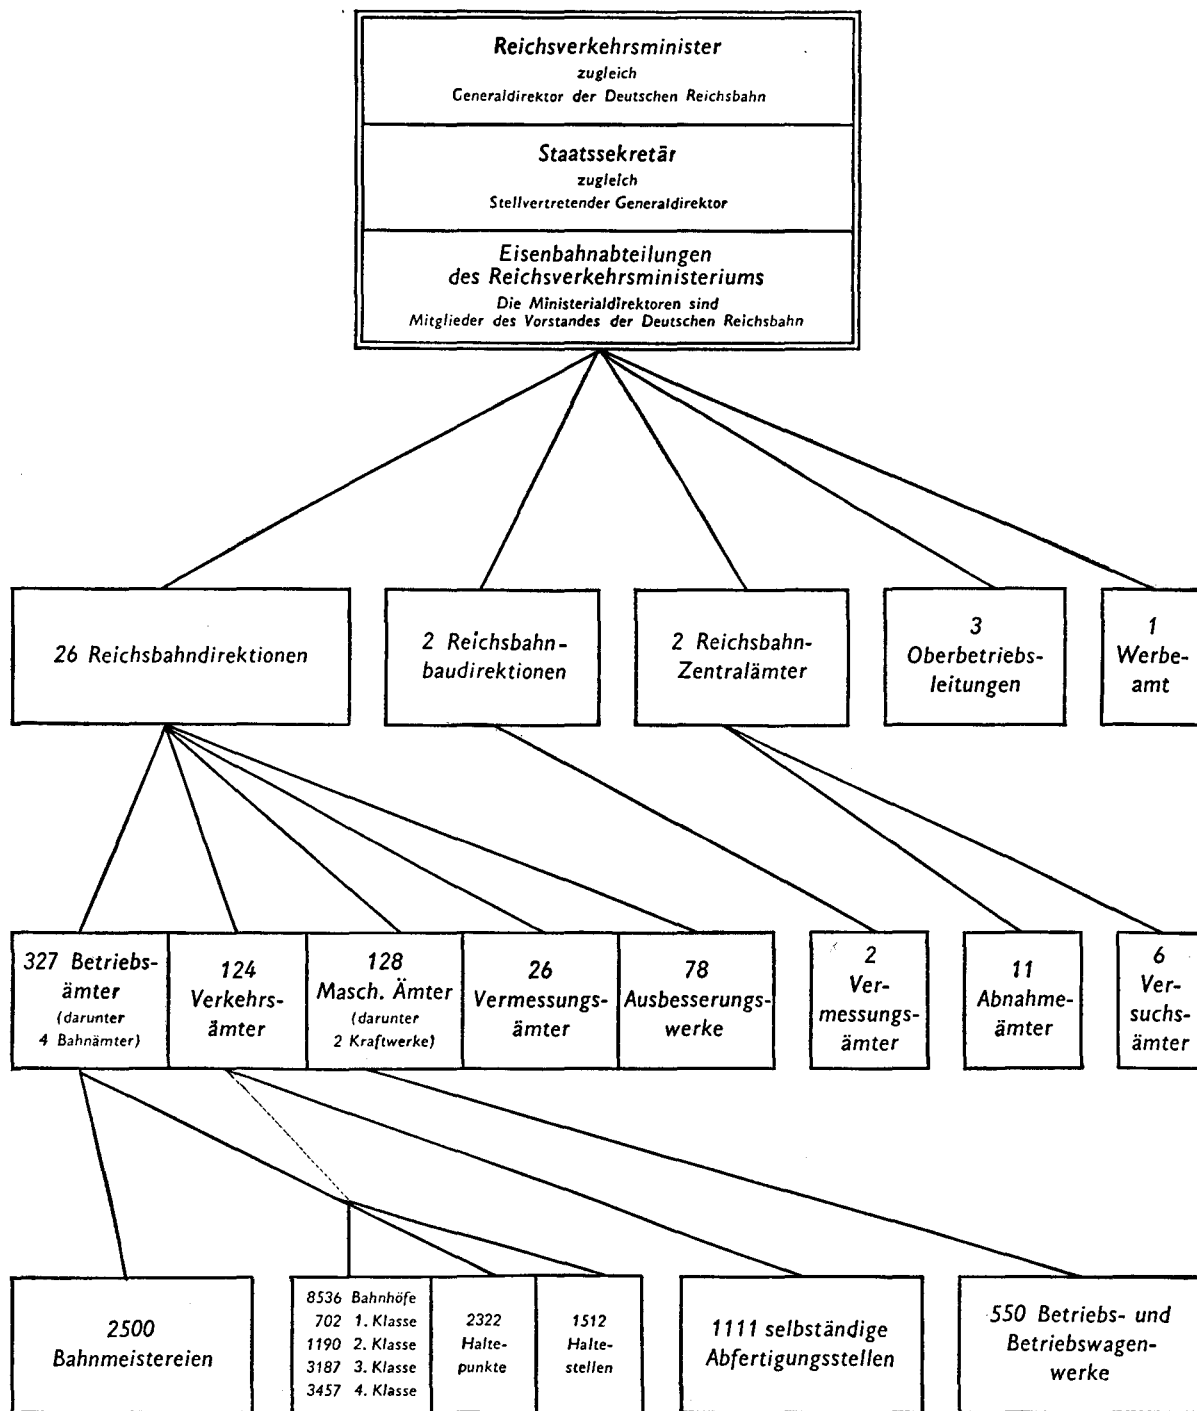 Reichsverkehrsminister
zugleich
Generaldirektor der Deutschen Reichsbahn
Staatssekretär
zugleich
Stellvertretender Generaldirektor
Eisenbahnabteilungen
des Reichsverkehrsministeriums
Die Ministerialdirektoren sind
Mitglieder des Vorstandes der Deutschen Reichsbahn
26 Reichsbahndirektionen
2 Reichsbahn-
baudirektionen
2 Reichsbahn-
Zentralämter
3
Oberbetriebs-
leitungen
1
Werbe-
amt
327 Betriebs-
ämter
(darunter
4 Bahnämter)
124
Verkehrs-
ämter
128
Masch. Ämter
(darunter
2 Kraftwerke)
26
Vermessungs-
ämter
78
Ausbesserungs-
werke
2
Ver-
messungs-
ämter
11
Abnahme-
ämter
6
Ver-
suchs-
ämter
2500
Bahnmeistereien
8536 Bahnhöfe
702 1. Klasse
1190 2. Klasse
3187 3. Klasse
3457 4. Klasse
2322
Halte-
punkte
1512
Halte-
stellen
1111 selbständige
Abfertigungsstellen
550 Betriebs- und
Betriebswagen-
werke